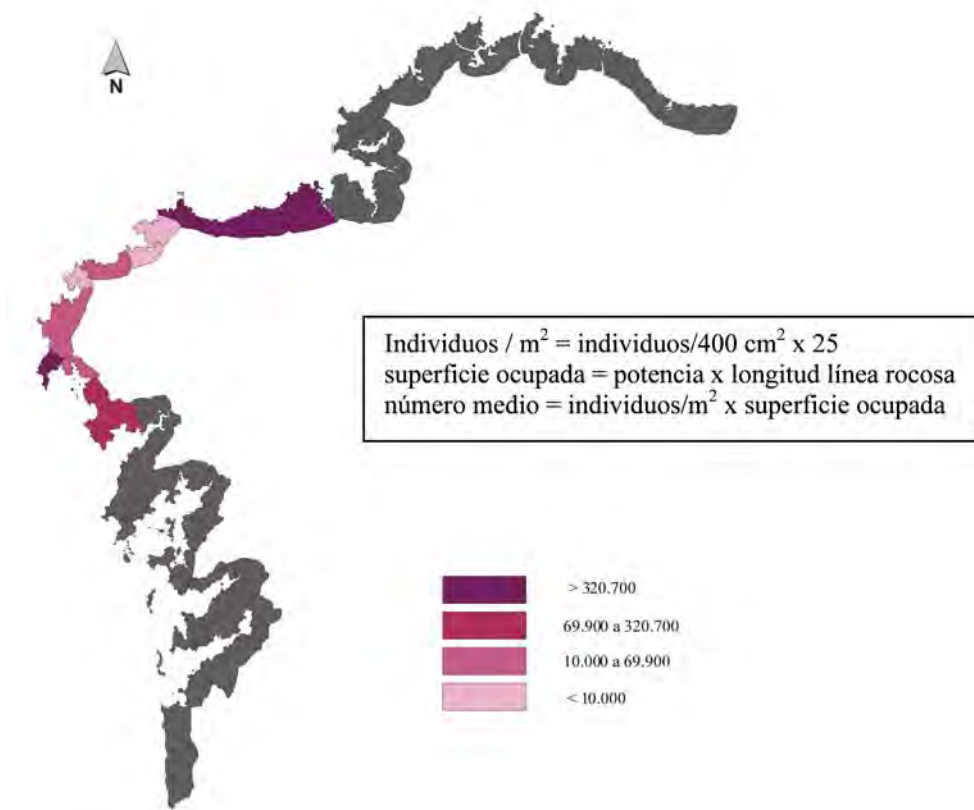 N
Individuos / m² = individuos/400 cm² x 25
superficie ocupada = potencia x longitud línea rocosa
número medio = individuos/m² x superficie ocupada
> 320.700
69.900 a 320.700
10.000 a 69.900
< 10.000